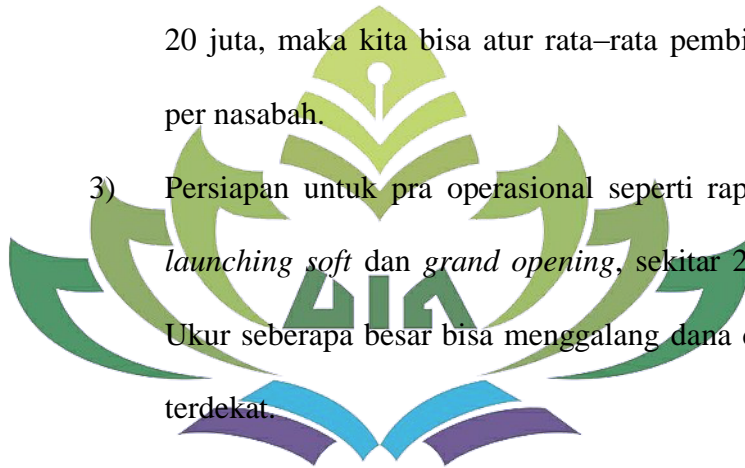 20 juta, maka kita bisa atur rata–rata pembi
per nasabah.
3) Persiapan untuk pra operasional seperti rap
launching soft dan grand opening, sekitar 2
Ukur seberapa besar bisa menggalang dana
terdekat.